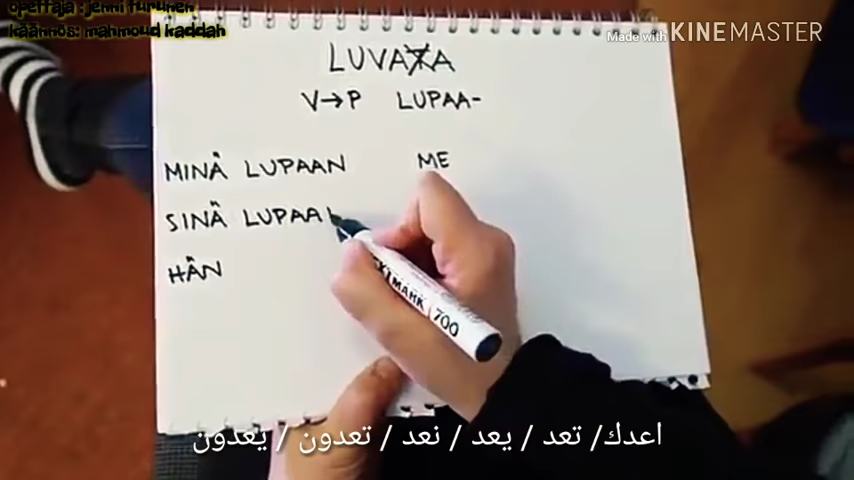 opettaja : jenni turunen
käännös: mahmoud kaddah
Made with KINEMASTER
LUVATA
V→P LUPAA-
MINÄ LUPAAN ME
SINÄ LUPAA
HÄN
MARK 700
اعدك/ تعد / يعد / نعد / تعدون / يعدون